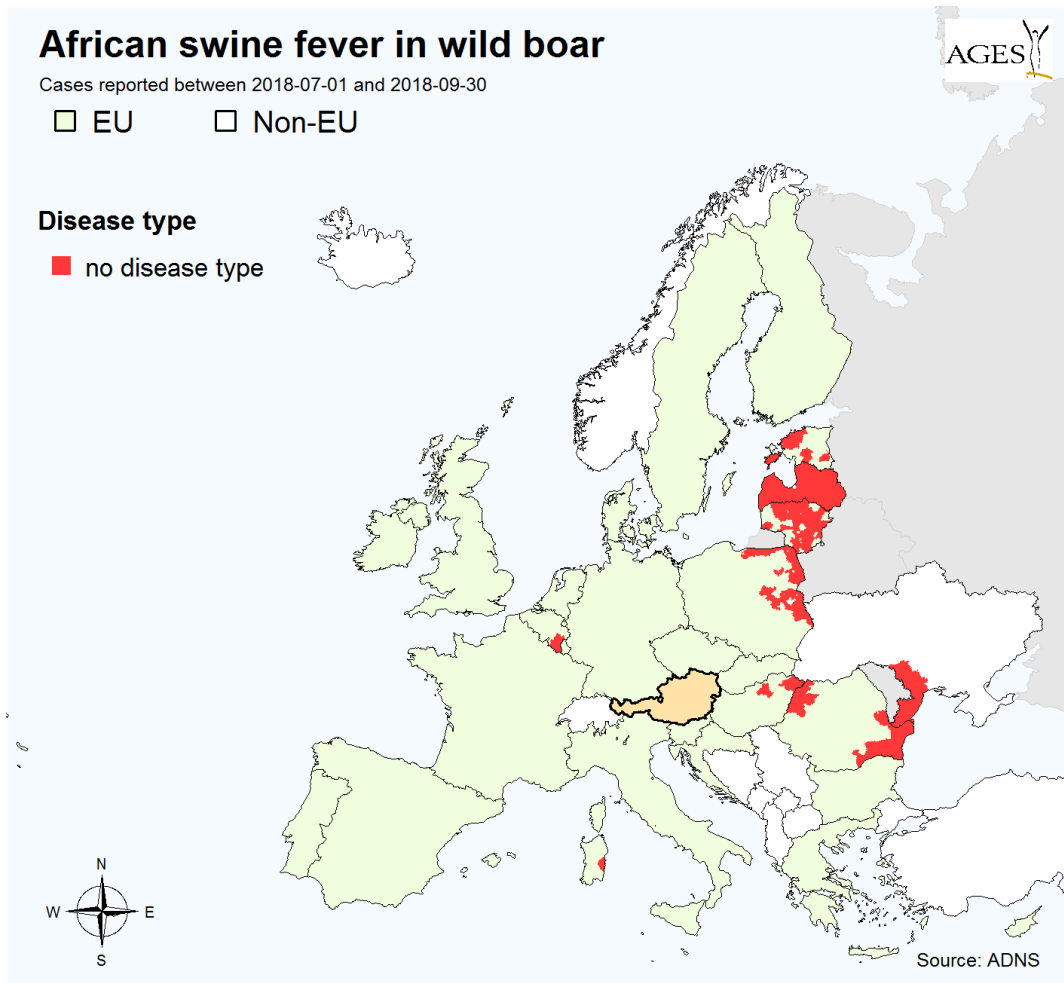 African swine fever in wild boar
Cases reported between 2018-07-01 and 2018-09-30
EU Non-EU
AGES
Disease type
no disease type
N
W E
S
Source: ADNS